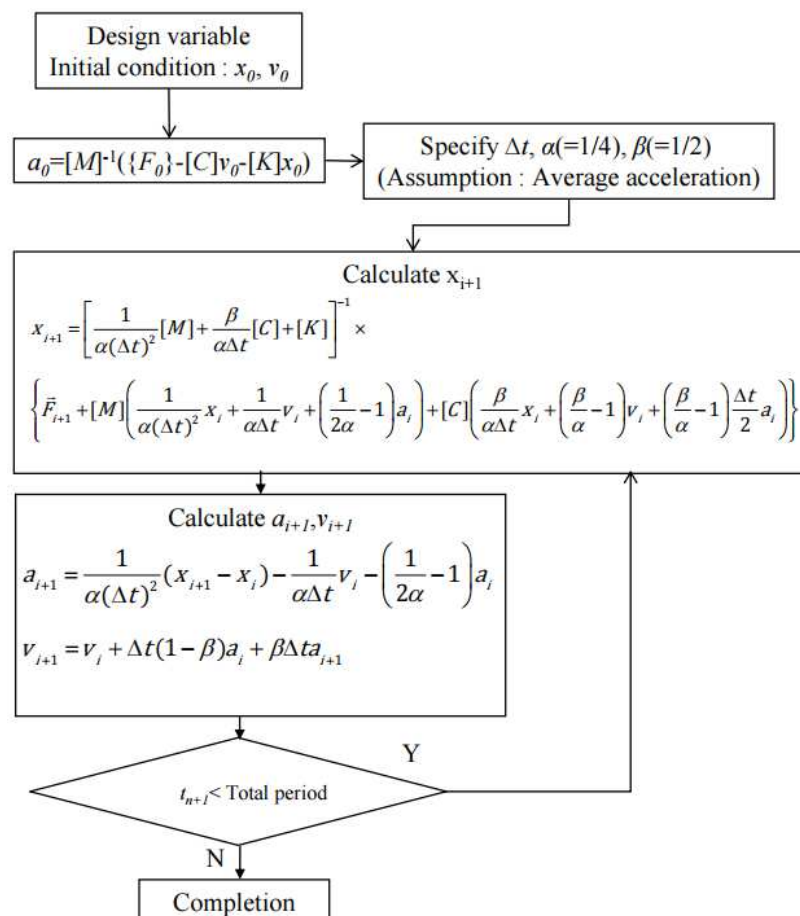 Design variable
Initial condition : x₀, v₀
a₀=[M]⁻¹({F₀}-[C]v₀-[K]x₀)
Specify Δt, α(=1/4), β(=1/2)
(Assumption : Average acceleration)
Calculate xᵢ₊₁
xᵢ₊₁ = [1/(α(Δt)²) [M] + β/(αΔt) [C] + [K]]⁻¹ ×
{F⃗ᵢ₊₁ + [M](1/(α(Δt)²) xᵢ + 1/(αΔt) vᵢ + (1/(2α) − 1)aᵢ) + [C](β/(αΔt) xᵢ + (β/α − 1)vᵢ + (β/α − 1) Δt/2 aᵢ)}
Calculate aᵢ₊₁,vᵢ₊₁
aᵢ₊₁ = 1/(α(Δt)²) (xᵢ₊₁ − xᵢ) − 1/(αΔt) vᵢ − (1/(2α) − 1)aᵢ
vᵢ₊₁ = vᵢ + Δt(1 − β)aᵢ + βΔtaᵢ₊₁
Y
tₙ₊₁< Total period
N
Completion